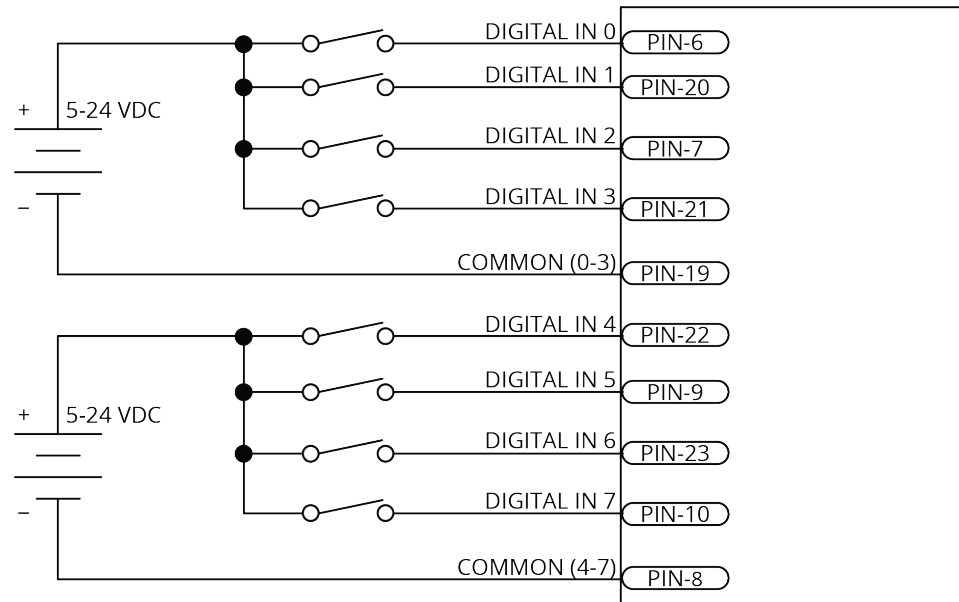 DIGITAL IN 0 PIN-6
DIGITAL IN 1 PIN-20
+ 5-24 VDC
DIGITAL IN 2 PIN-7
DIGITAL IN 3 PIN-21
–
COMMON (0-3) PIN-19
DIGITAL IN 4 PIN-22
DIGITAL IN 5 PIN-9
+ 5-24 VDC
DIGITAL IN 6 PIN-23
DIGITAL IN 7 PIN-10
–
COMMON (4-7) PIN-8